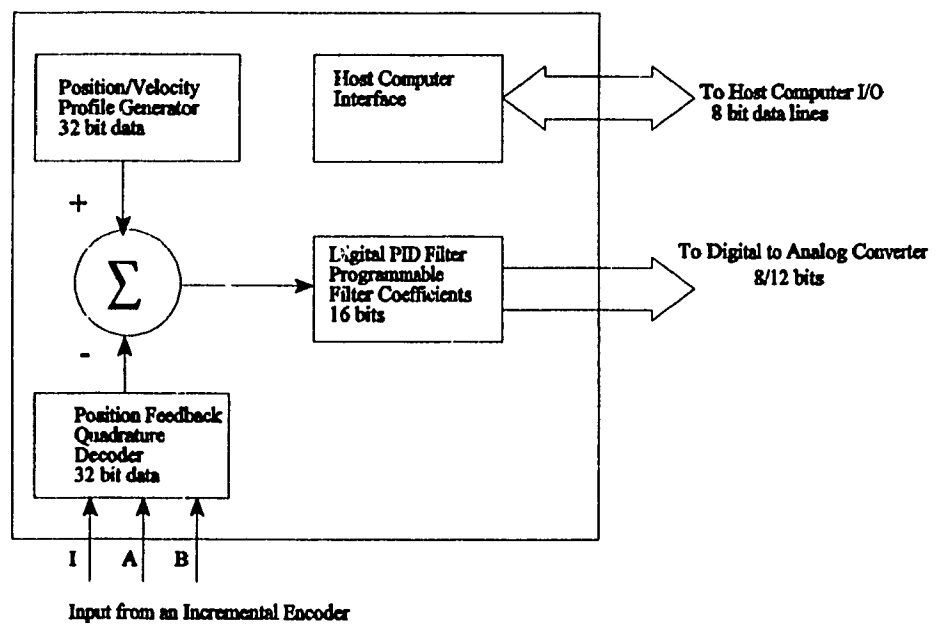 Position/Velocity
Profile Generator
32 bit data
Host Computer
Interface
To Host Computer I/O
8 bit data lines
+
Σ
-
Digital PID Filter
Programmable
Filter Coefficients
16 bits
To Digital to Analog Converter
8/12 bits
Position Feedback
Quadrature
Decoder
32 bit data
I A B
Input from an Incremental Encoder